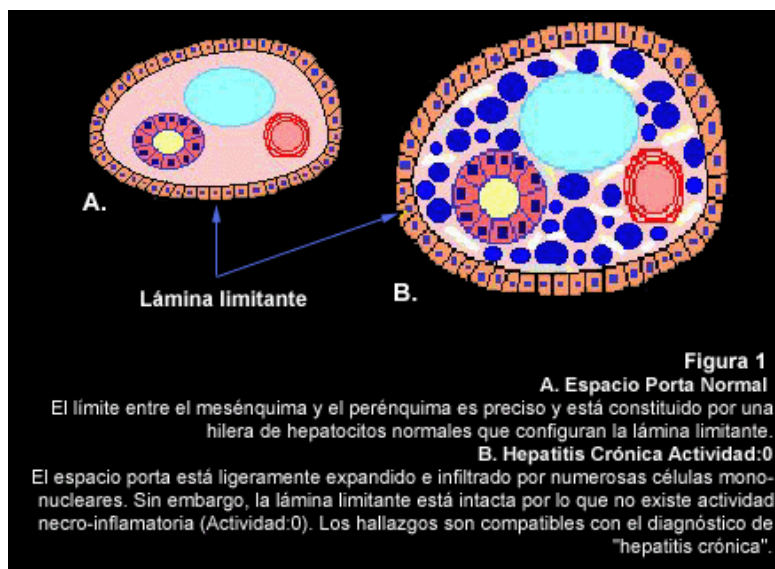 A.
Lámina limitante
B.
Figura 1
A. Espacio Porta Normal
El límite entre el mesénquima y el perénquima es preciso y está constituido por una
hilera de hepatocitos normales que configuran la lámina limitante.
B. Hepatitis Crónica Actividad:0
El espacio porta está ligeramente expandido e infiltrado por numerosas células mono-
nucleares. Sin embargo, la lámina limitante está intacta por lo que no existe actividad
necro-inflamatoria (Actividad:0). Los hallazgos son compatibles con el diagnóstico de
"hepatitis crónica".